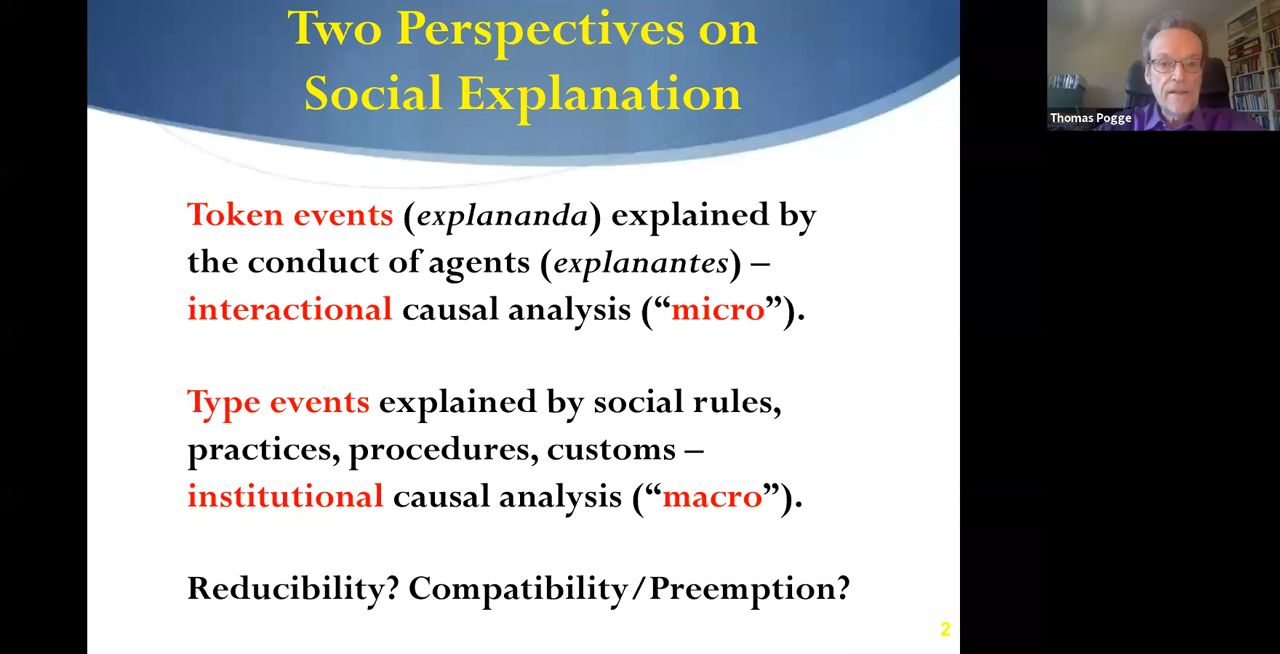 Two Perspectives on
Social Explanation
Thomas Pogge
Token events (explananda) explained by
the conduct of agents (explanantes) –
interactional causal analysis (“micro”).
Type events explained by social rules,
practices, procedures, customs –
institutional causal analysis (“macro”).
Reducibility? Compatibility/Preemption?
2